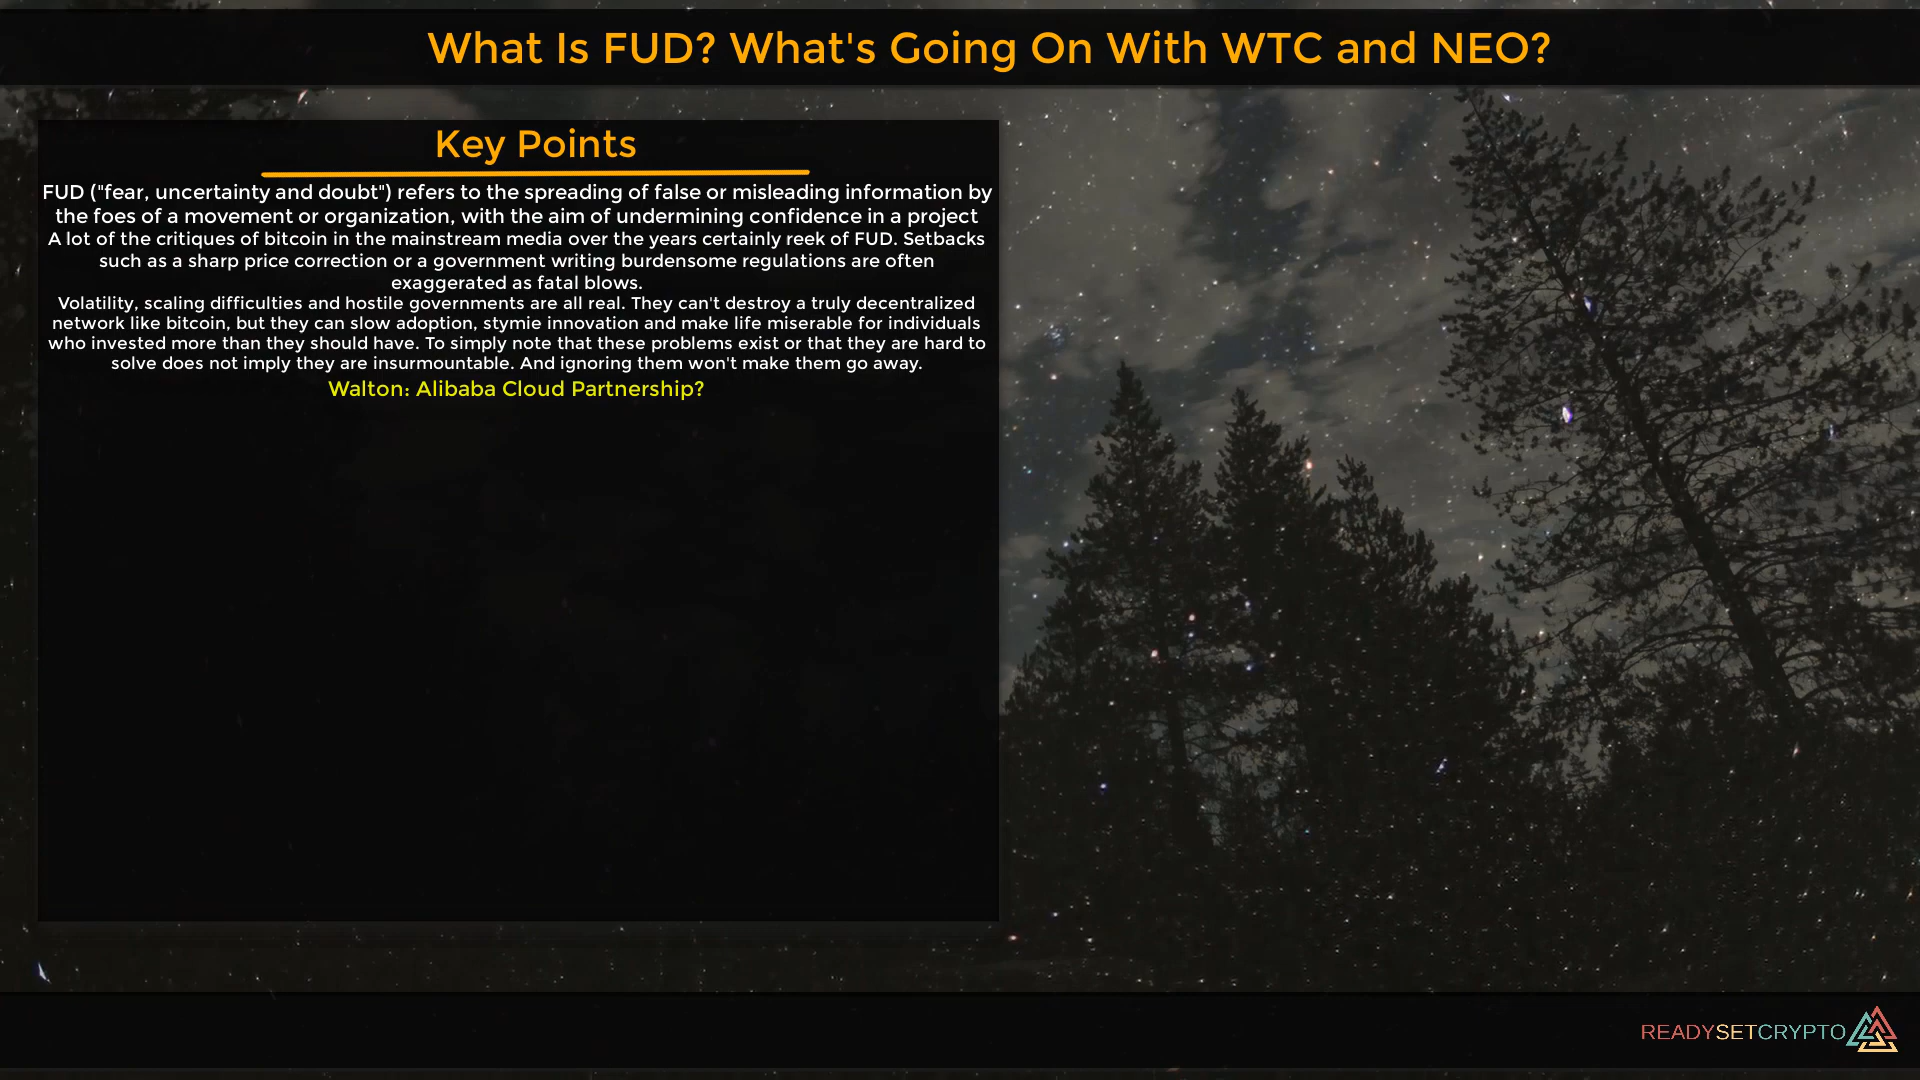 What Is FUD? What's Going On With WTC and NEO?
Key Points
FUD ("fear, uncertainty and doubt") refers to the spreading of false or misleading information by
the foes of a movement or organization, with the aim of undermining confidence in a project
A lot of the critiques of bitcoin in the mainstream media over the years certainly reek of FUD. Setbacks
such as a sharp price correction or a government writing burdensome regulations are often
exaggerated as fatal blows.
Volatility, scaling difficulties and hostile governments are all real. They can't destroy a truly decentralized
network like bitcoin, but they can slow adoption, stymie innovation and make life miserable for individuals
who invested more than they should have. To simply note that these problems exist or that they are hard to
solve does not imply they are insurmountable. And ignoring them won't make them go away.
Walton: Alibaba Cloud Partnership?
READYSETCRYPTO